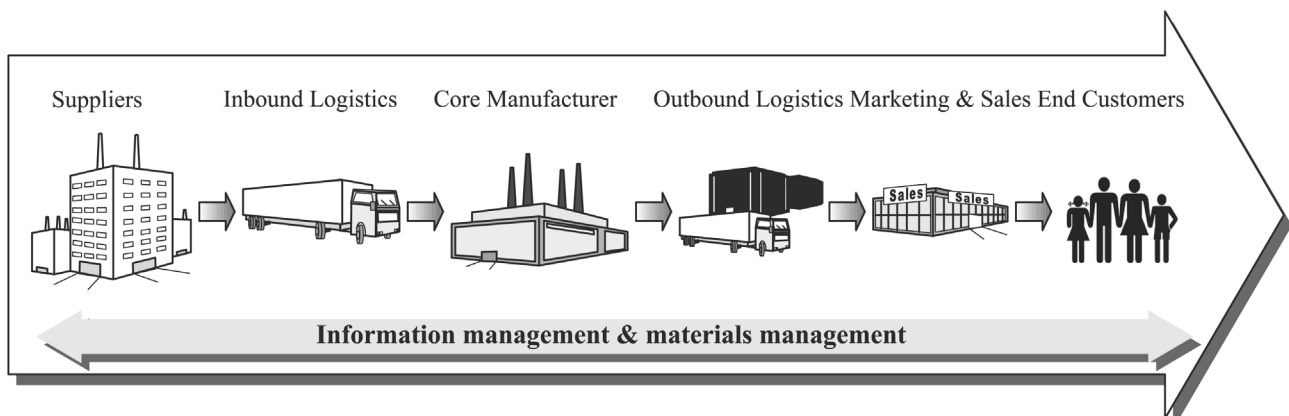 Suppliers Inbound Logistics Core Manufacturer Outbound Logistics Marketing & Sales End Customers
Sales Sales
Information management & materials management